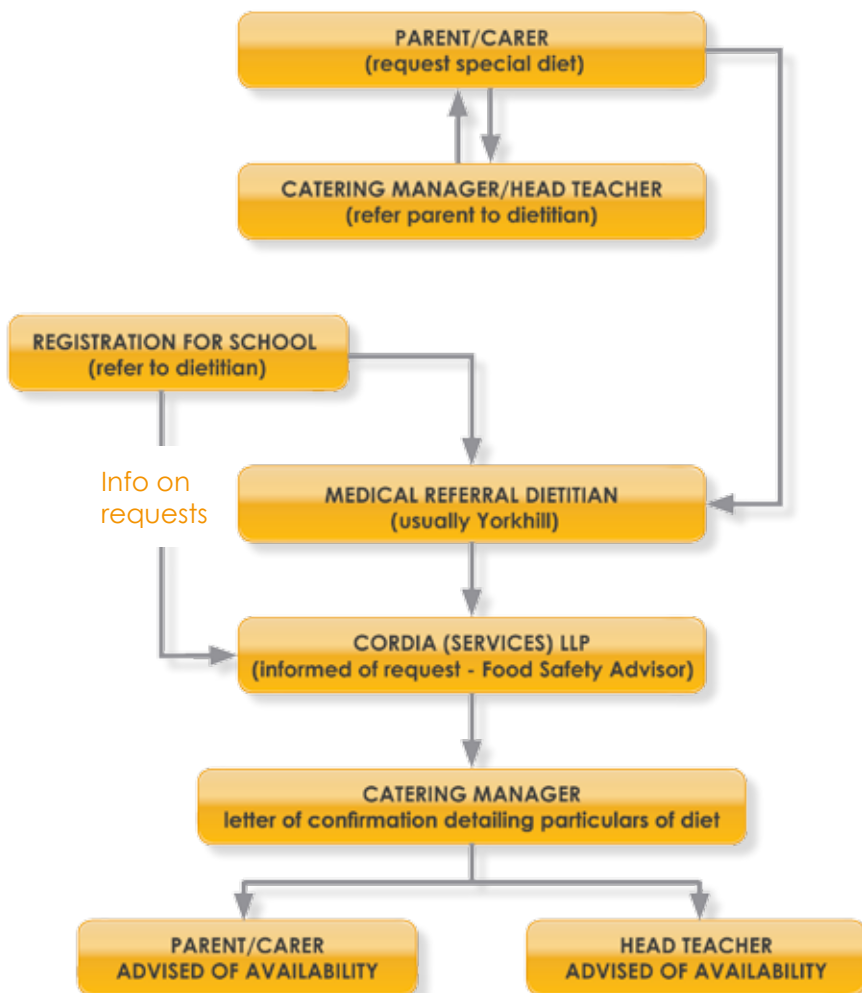 PARENT/CARER
(request special diet)
CATERING MANAGER/HEAD TEACHER
(refer parent to dietitian)
REGISTRATION FOR SCHOOL
(refer to dietitian)
Info on
requests
MEDICAL REFERRAL DIETITIAN
(usually Yorkhill)
CORDIA (SERVICES) LLP
(informed of request - Food Safety Advisor)
CATERING MANAGER
letter of confirmation detailing particulars of diet
PARENT/CARER
ADVISED OF AVAILABILITY
HEAD TEACHER
ADVISED OF AVAILABILITY